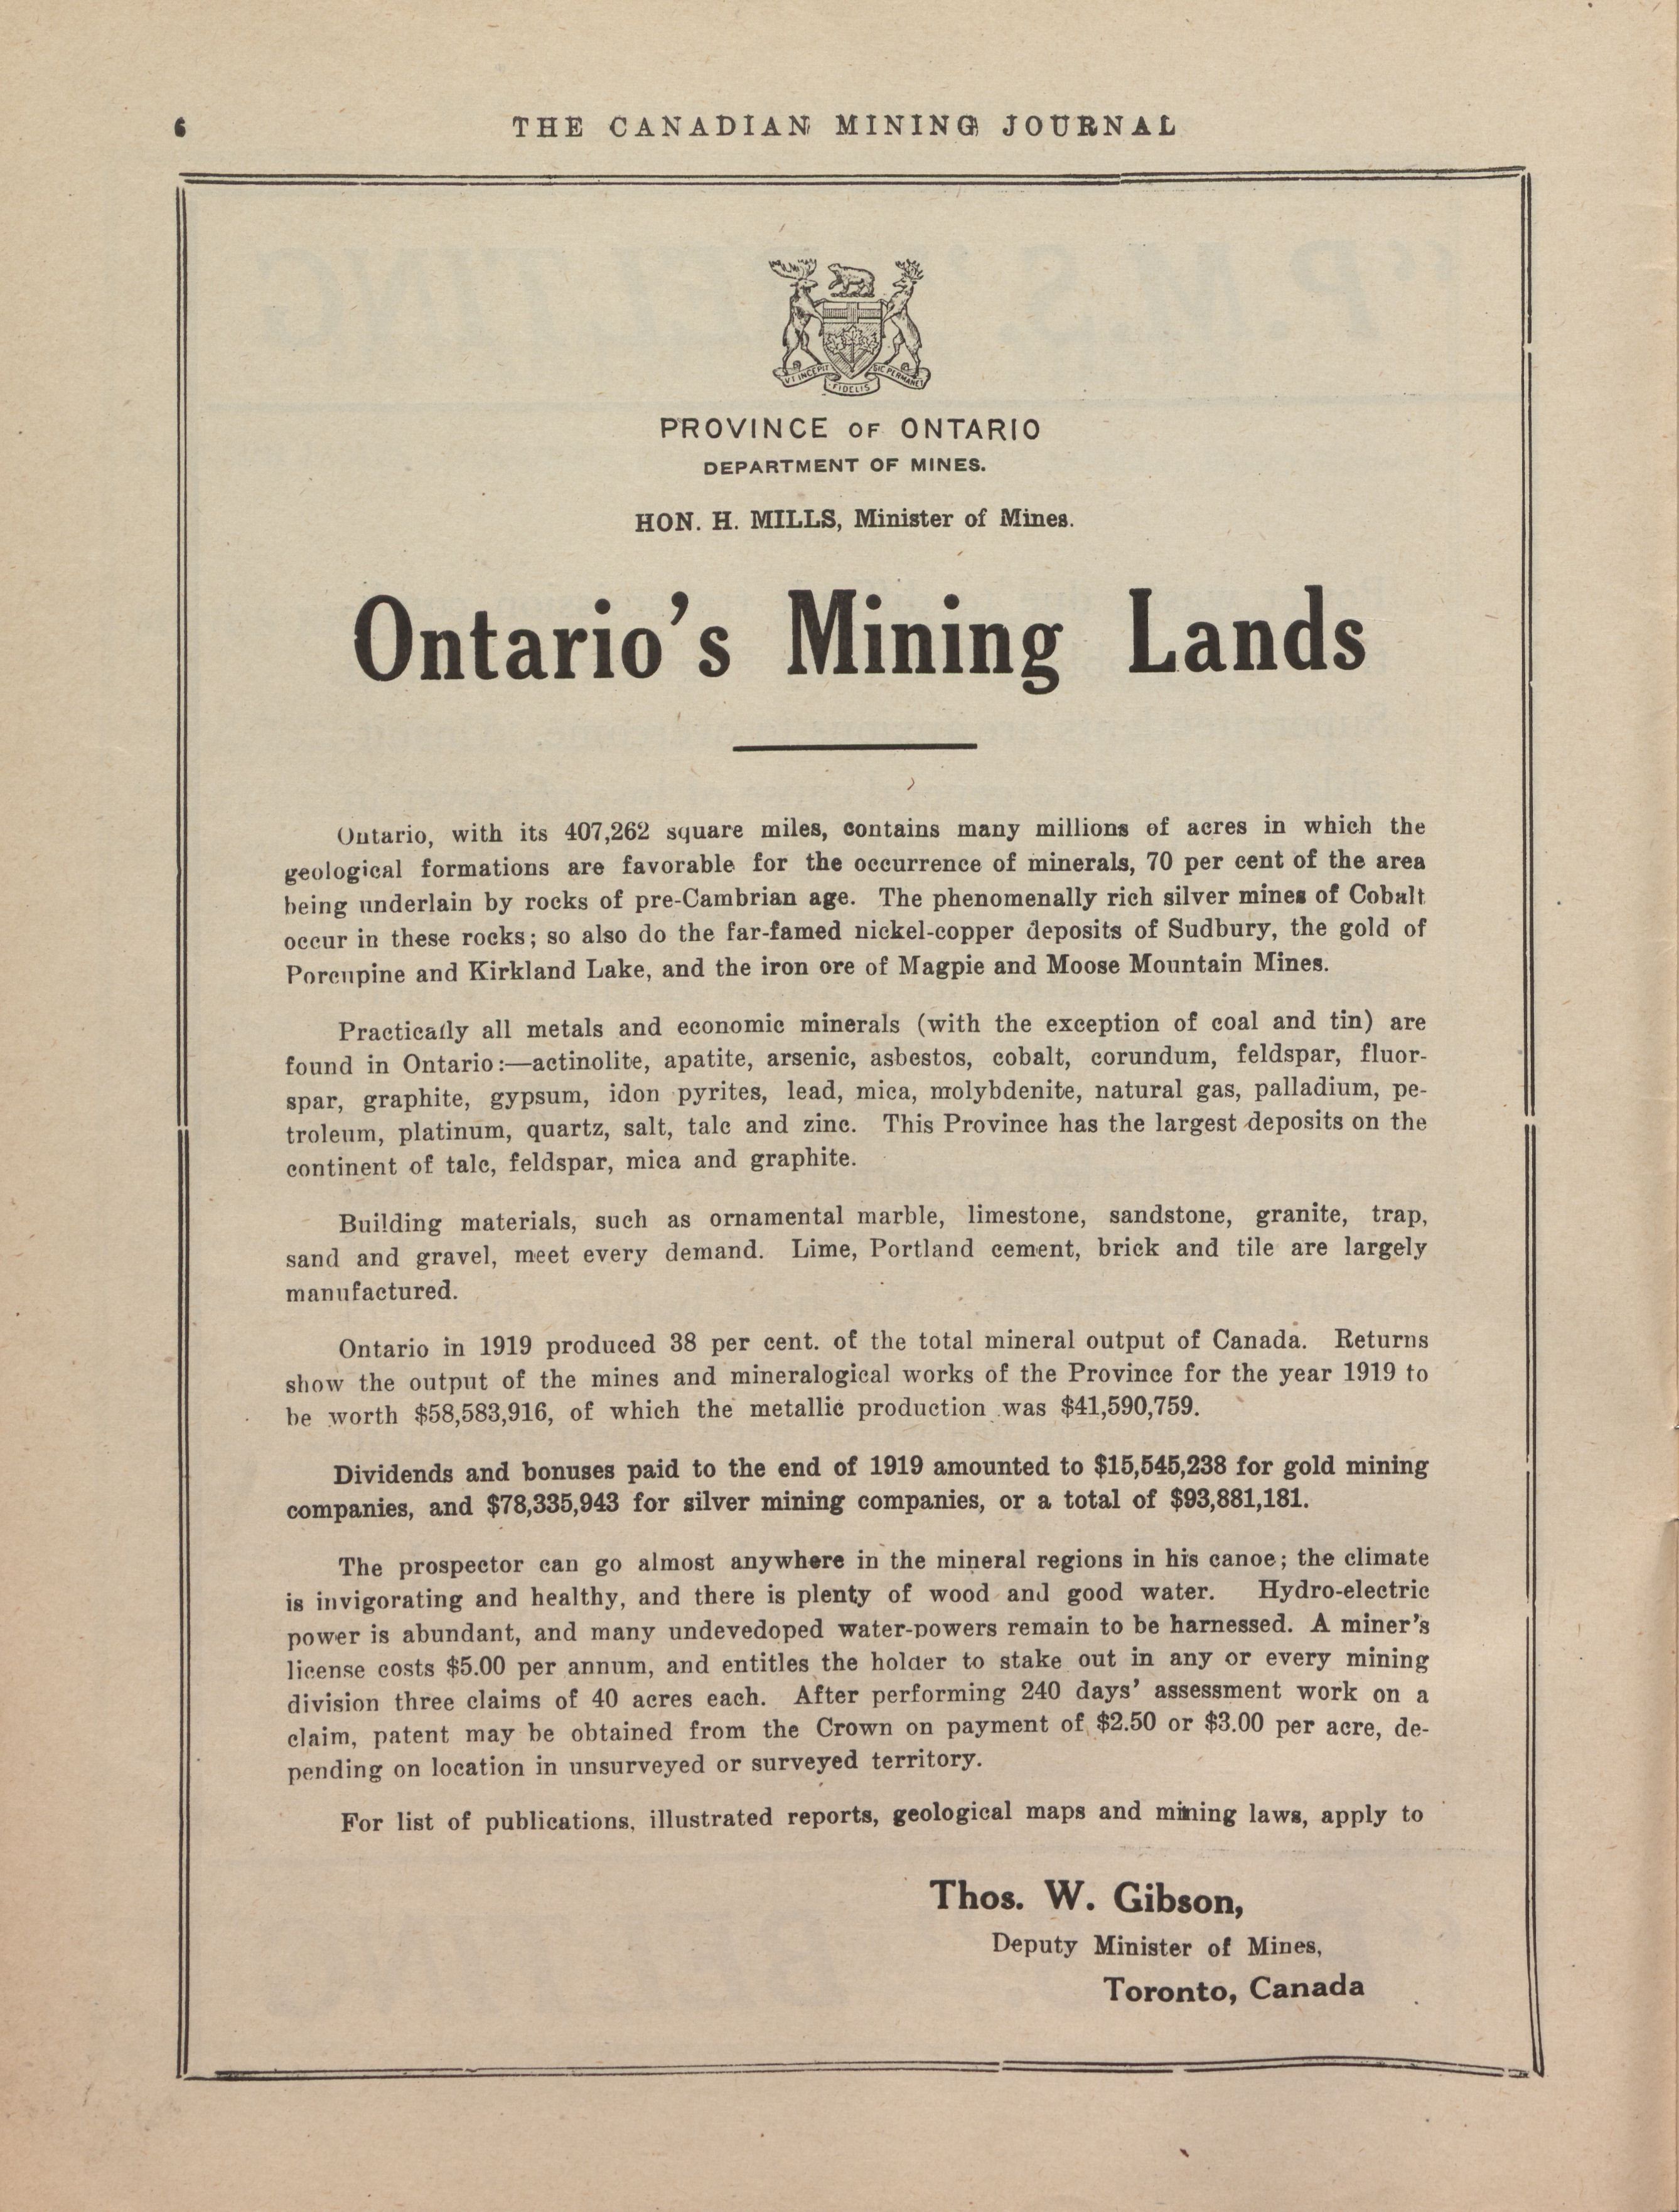 6
THE CANADIAN MINING JOURNAL
VT INCEPIT
FIDELIS
SIC PERMANET
PROVINCE OF ONTARIO
DEPARTMENT OF MINES.
HON. H. MILLS, Minister of Mines.
Ontario's Mining Lands
Ontario, with its 407,262 square miles, contains many millions of acres in which the
geological formations are favorable for the occurrence of minerals, 70 per cent of the area
being underlain by rocks of pre-Cambrian age. The phenomenally rich silver mines of Cobalt
occur in these rocks; so also do the far-famed nickel-copper deposits of Sudbury, the gold of
Porcupine and Kirkland Lake, and the iron ore of Magpie and Moose Mountain Mines.
Practically all metals and economic minerals (with the exception of coal and tin) are
found in Ontario:—actinolite, apatite, arsenic, asbestos, cobalt, corundum, feldspar, fluor-
spar, graphite, gypsum, idon pyrites, lead, mica, molybdenite, natural gas, palladium, pe-
troleum, platinum, quartz, salt, talc and zinc. This Province has the largest deposits on the
continent of talc, feldspar, mica and graphite.
Building materials, such as ornamental marble, limestone, sandstone, granite, trap,
sand and gravel, meet every demand. Lime, Portland cement, brick and tile are largely
manufactured.
Ontario in 1919 produced 38 per cent. of the total mineral output of Canada. Returns
show the output of the mines and mineralogical works of the Province for the year 1919 to
be worth $58,583,916, of which the metallic production was $41,590,759.
Dividends and bonuses paid to the end of 1919 amounted to $15,545,238 for gold mining
companies, and $78,335,943 for silver mining companies, or a total of $93,881,181.
The prospector can go almost anywhere in the mineral regions in his canoe; the climate
is invigorating and healthy, and there is plenty of wood and good water. Hydro-electric
power is abundant, and many undevedoped water-powers remain to be harnessed. A miner's
license costs $5.00 per annum, and entitles the holder to stake out in any or every mining
division three claims of 40 acres each. After performing 240 days' assessment work on a
claim, patent may be obtained from the Crown on payment of $2.50 or $3.00 per acre, de-
pending on location in unsurveyed or surveyed territory.
For list of publications, illustrated reports, geological maps and mining laws, apply to
Thos. W. Gibson,
Deputy Minister of Mines,
Toronto, Canada